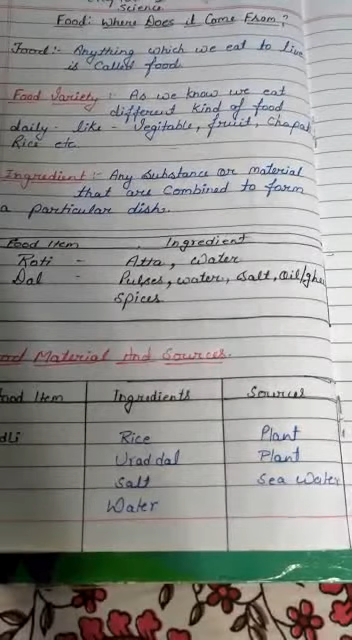 Science
Food: Where Does it Come From?
Food:- Anything which we eat to live
is called food
Food Variety:- As we know we eat
different kind of food
daily - like - Vegitable, fruit, Chapati
Rice etc
Ingredient:- Any substance or material
that are combined to form
a particular dish.
Food Item Ingredient
Roti - Atta, water
Dal - Pulses, water, salt, Oil/ghee
spices
Food Material And Sources.
Food Item Ingredients Sources
Idli Rice Plant
Urad dal Plant
Salt Sea Water
Water